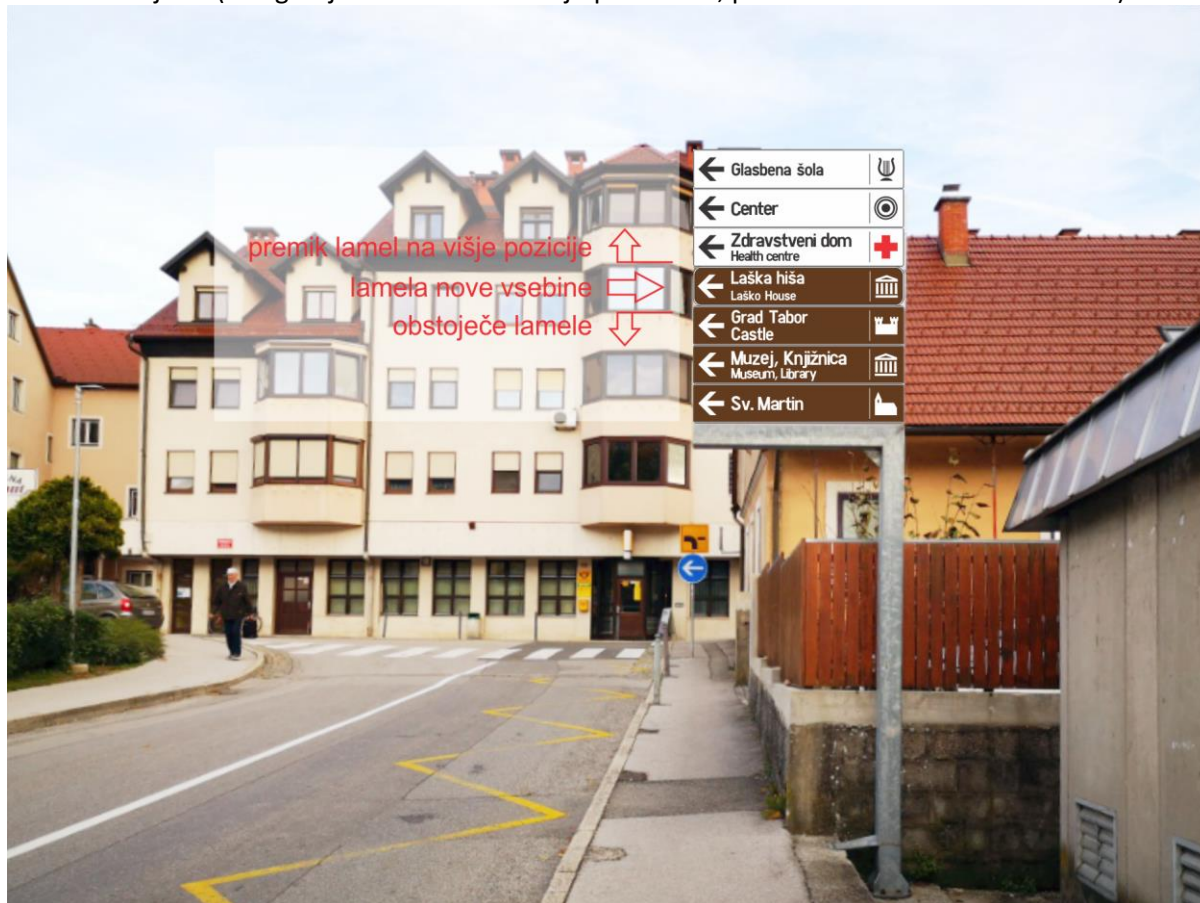 Glasbena šola
Center
Zdravstveni dom
Health centre
premik lamel na višje pozicije
Laška hiša
Laško House
lamela nove vsebine
Grad Tabor
Castle
obstoječe lamele
Muzej, Knjižnica
Museum, Library
Sv. Martin